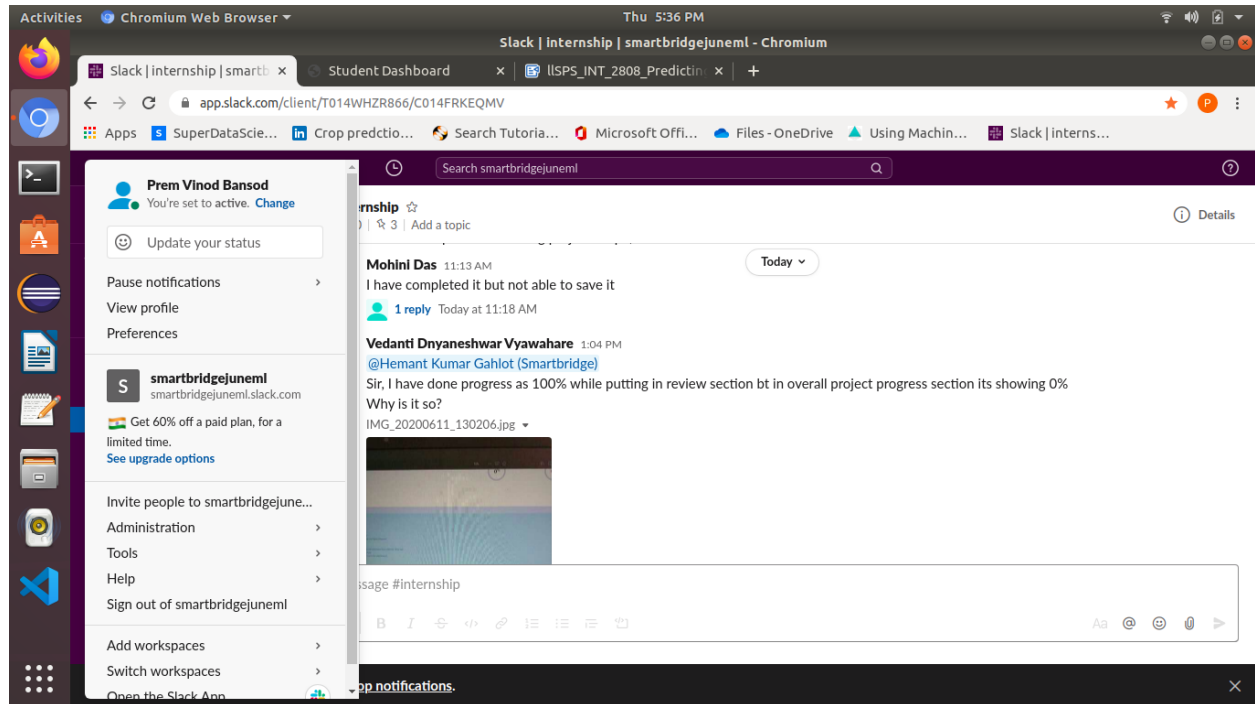 Activities
Chromium Web Browser
Thu 5:36 PM
Slack | internship | smartbridgejuneml - Chromium
Slack | internship | smartb
Student Dashboard
llSPS_INT_2808_Predictin
app.slack.com/client/T014WHZR866/C014FRKEQMV
P
Apps
S SuperDataScie...
in Crop predctio...
Search Tutoria...
Microsoft Offi...
Files - OneDrive
Using Machin...
Slack | interns...
Search smartbridgejuneml
Prem Vinod Bansod
You're set to active. Change
Update your status
Pause notifications
View profile
Preferences
S
smartbridgejuneml
smartbridgejuneml.slack.com
Get 60% off a paid plan, for a
limited time.
See upgrade options
Invite people to smartbridgejune...
Administration
Tools
Help
Sign out of smartbridgejuneml
Add workspaces
Switch workspaces
Open the Slack App
rnship
3 | Add a topic
Details
Today
Mohini Das 11:13 AM
I have completed it but not able to save it
1 reply Today at 11:18 AM
Vedanti Dnyaneshwar Vyawahare 1:04 PM
@Hemant Kumar Gahlot (Smartbridge)
Sir, I have done progress as 100% while putting in review section bt in overall project progress section its showing 0%
Why is it so?
IMG_20200611_130206.jpg
ssage #internship
B I S </>
Aa @
op notifications.